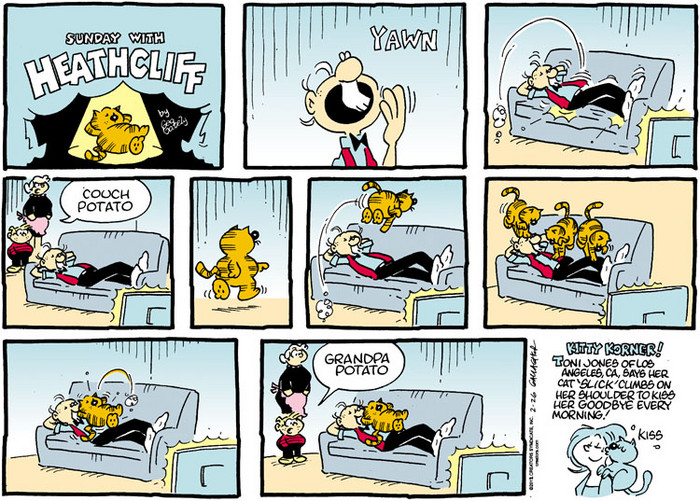 SUNDAY WITH
HEATHCLIFF
by
YAWN
COUCH
POTATO
GRANDPA
POTATO
2-26 GALLAGHER
KITTY KORNER!
TONI JONES OF LOS
ANGELES, CA, SAYS HER
CAT "SLICK" CLIMBS ON
HER SHOULDER TO KISS
HER GOODBYE EVERY
MORNING!
KISS